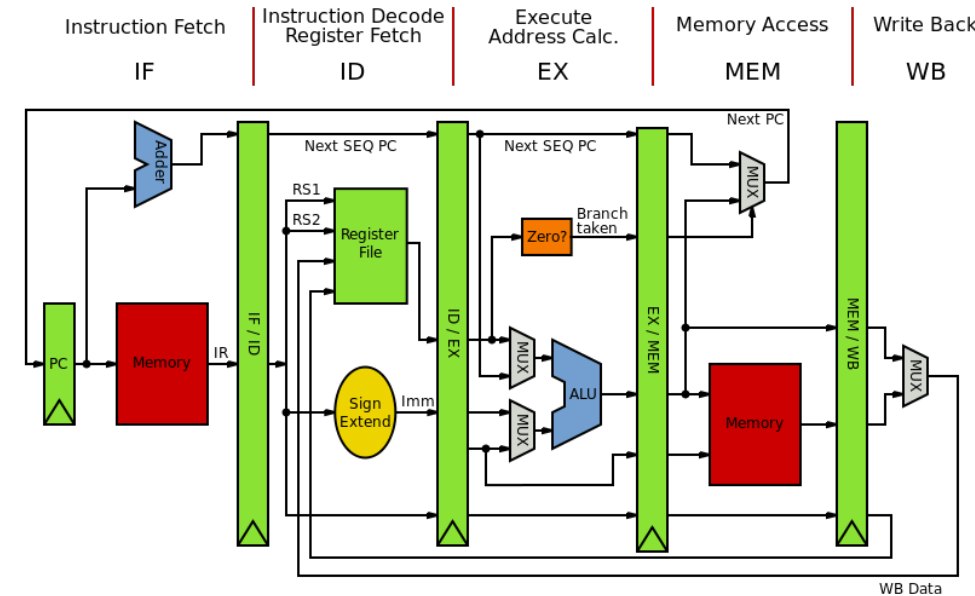 Instruction Fetch
Instruction Decode
Register Fetch
Execute
Address Calc.
Memory Access
Write Back
IF
ID
EX
MEM
WB
Next PC
Adder
Next SEQ PC
Next SEQ PC
MUX
RS1
RS2
Register
File
Branch
taken
Zero?
IF / ID
ID / EX
EX / MEM
MEM / WB
PC
Memory
IR
MUX
ALU
MUX
Sign
Extend
Imm
MUX
Memory
WB Data